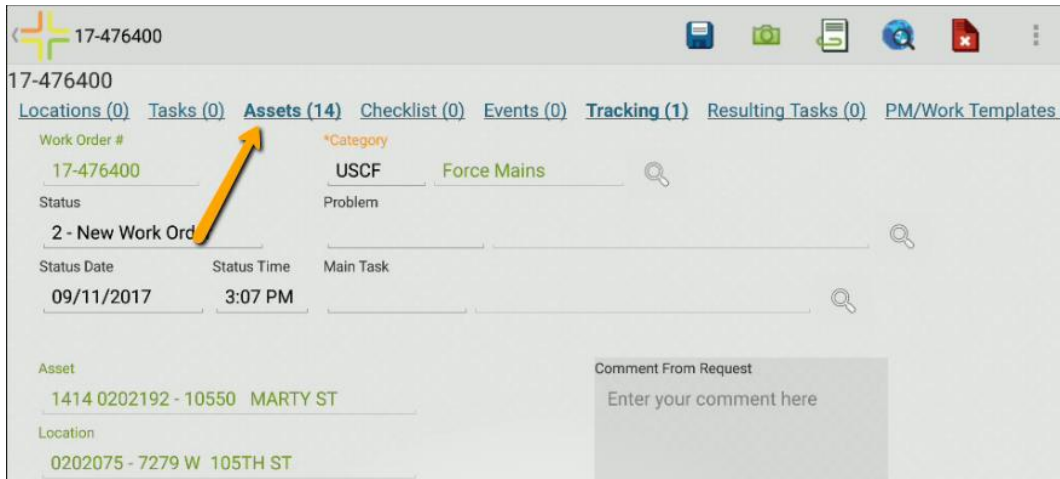 17-476400
17-476400
Locations (0) Tasks (0) Assets (14) Checklist (0) Events (0) Tracking (1) Resulting Tasks (0) PM/Work Templates
Work Order # *Category
17-476400 USCF Force Mains
Status Problem
2 - New Work Ord
Status Date Status Time Main Task
09/11/2017 3:07 PM
Asset Comment From Request
1414 0202192 - 10550 MARTY ST Enter your comment here
Location
0202075 - 7279 W 105TH ST